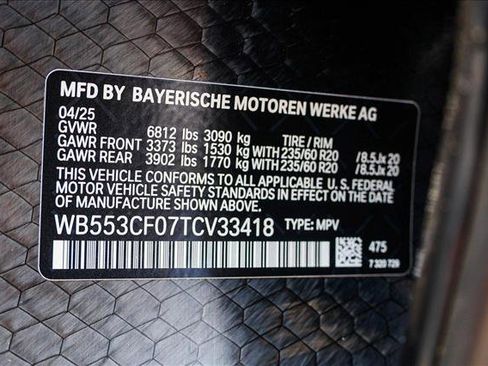 MFD BY BAYERISCHE MOTOREN WERKE AG
04/25
GVWR 6812 lbs 3090 kg TIRE / RIM
GAWR FRONT 3373 lbs 1530 kg WITH 235/60 R20 /8.5Jx 20
GAWR REAR 3902 lbs 1770 kg WITH 235/60 R20 /8.5Jx 20
THIS VEHICLE CONFORMS TO ALL APPLICABLE U. S. FEDERAL
MOTOR VEHICLE SAFETY STANDARDS IN EFFECT ON THE DATE
OF MANUFACTURE SHOWN ABOVE.
WB553CF07TCV33418 TYPE: MPV
475
7 320 729